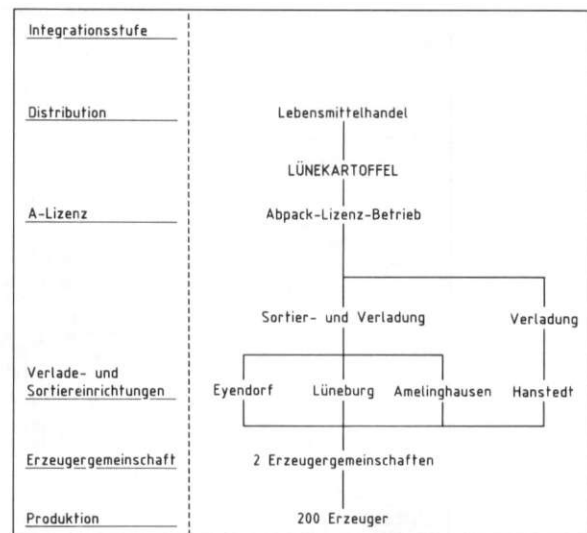 Integrationsstufe
Distribution Lebensmittelhandel
LÜNEKARTOFFEL
A-Lizenz Abpack-Lizenz-Betrieb
Sortier- und Verladung Verladung
Verlade- und
Sortiereinrichtungen Eyendorf Lüneburg Amelinghausen Hanstedt
Erzeugergemeinschaft 2 Erzeugergemeinschaften
Produktion 200 Erzeuger